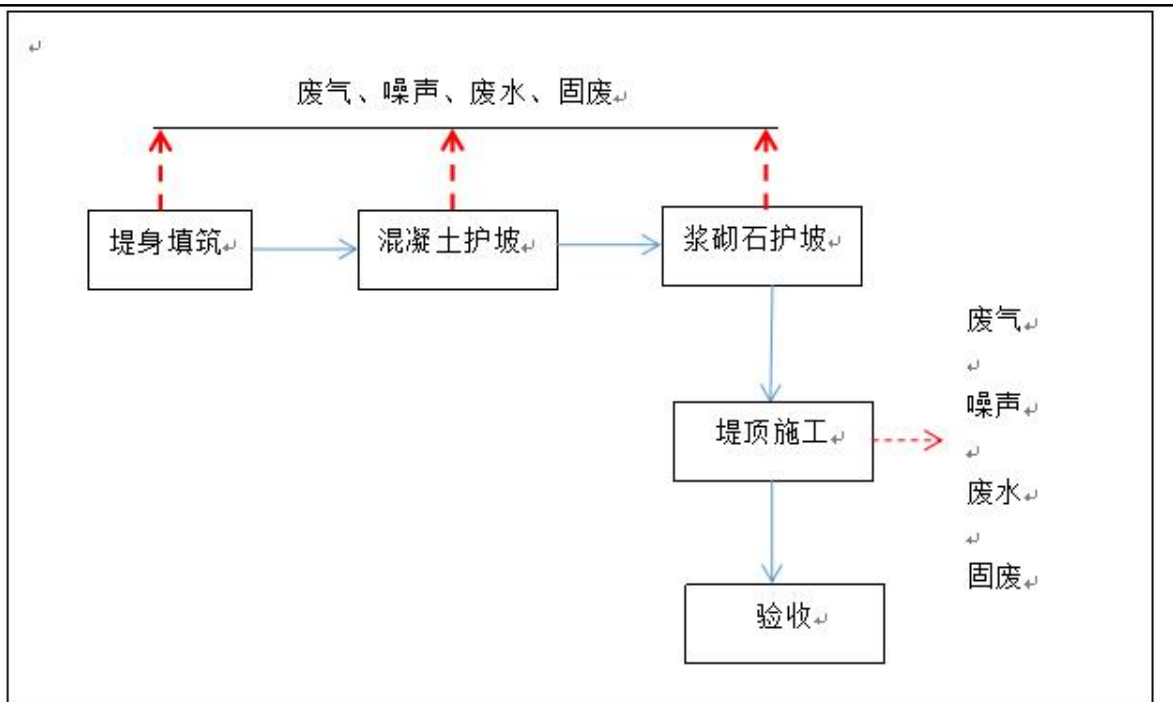 废气、噪声、废水、固废
堤身填筑
混凝土护坡
浆砌石护坡
废气
噪声
废水
固废
堤顶施工
验收